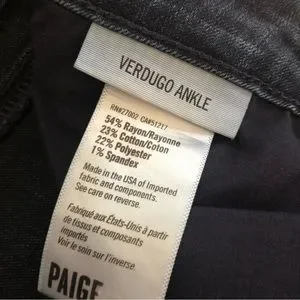 VERDUGO ANKLE
RN#27002 CA#51217
54% Rayon/Rayonne
23% Cotton/Coton
22% Polyester
1% Spandex
Made in the USA of Imported
fabric and components.
See care on reverse.
Fabriqué aux États-Unis à partir
de tissus et composants
importés
Voir le soin sur l'inverse
PAIGE